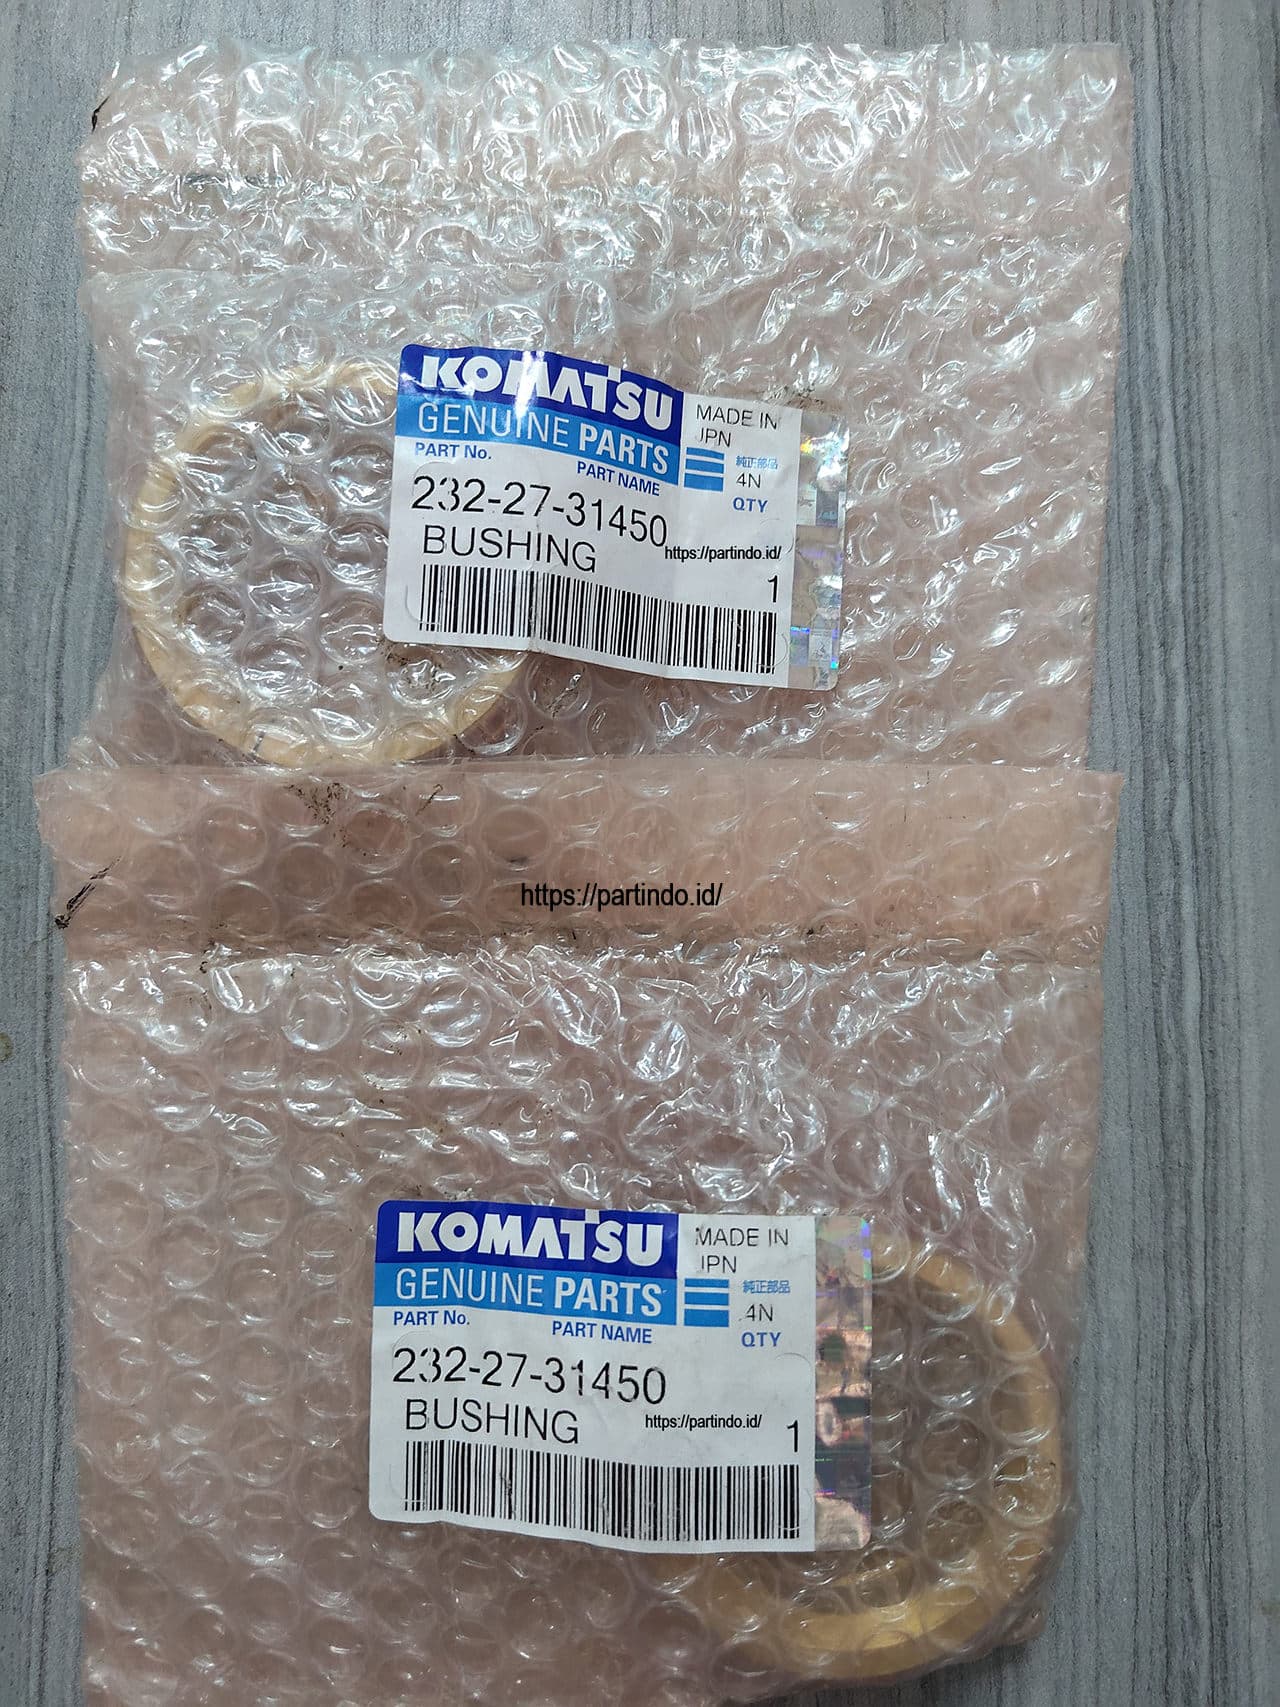 KOMATSU
GENUINE PARTS
MADE IN
JPN
純正部品
4N
QTY
PART No.
PART NAME
232-27-31450
BUSHING
https://partindo.id/
1
https://partindo.id/
KOMATSU
GENUINE PARTS
MADE IN
JPN
純正部品
4N
QTY
PART No.
PART NAME
232-27-31450
BUSHING
https://partindo.id/
1